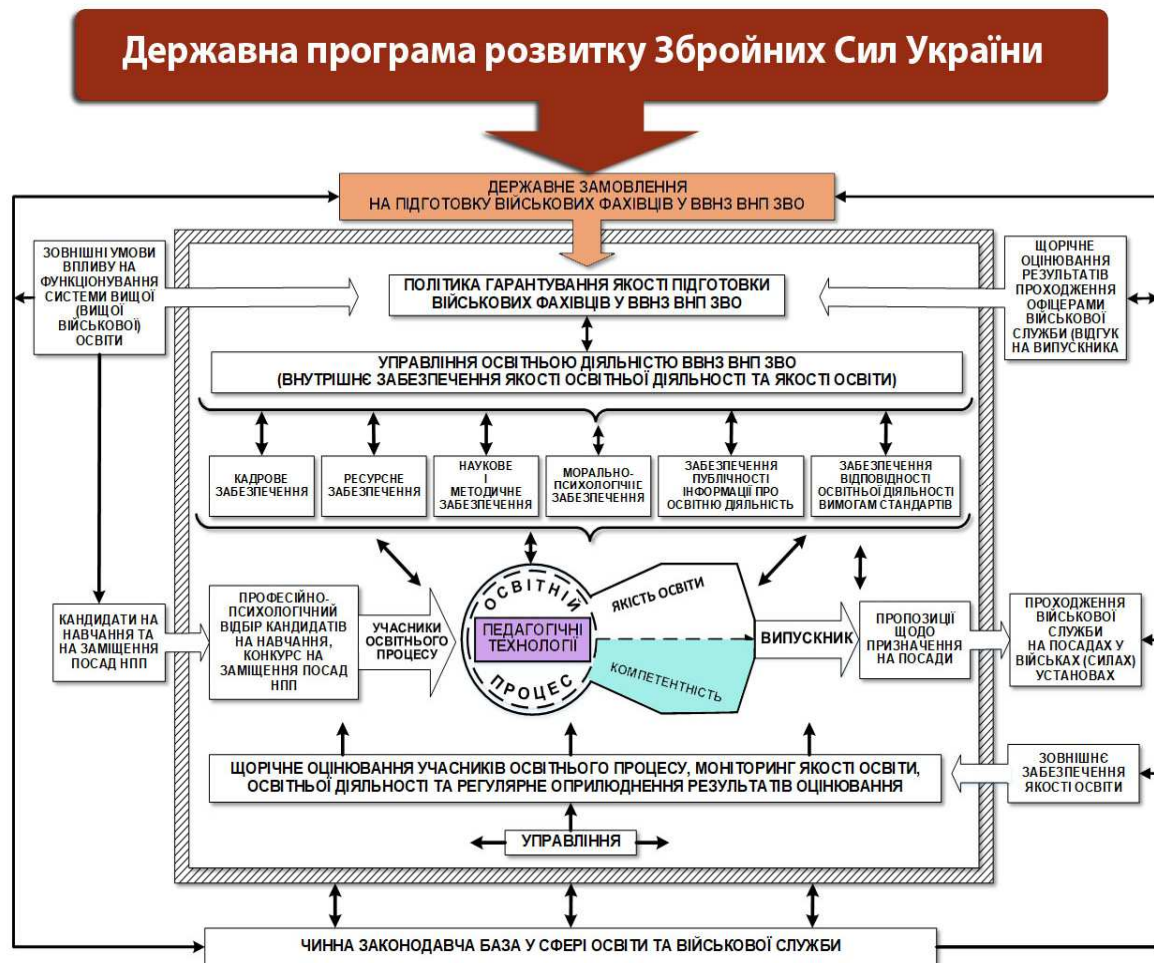 Державна програма розвитку Збройних Сил України
ДЕРЖАВНЕ ЗАМОВЛЕННЯ
НА ПІДГОТОВКУ ВІЙСЬКОВИХ ФАХІВЦІВ У ВВНЗ ВНП ЗВО
ЗОВНІШНІ УМОВИ
ВПЛИВУ НА
ФУНКЦІОНУВАННЯ
СИСТЕМИ ВИЩОЇ
(ВИЩОЇ
ВІЙСЬКОВОЇ)
ОСВІТИ
ПОЛІТИКА ГАРАНТУВАННЯ ЯКОСТІ ПІДГОТОВКИ
ВІЙСЬКОВИХ ФАХІВЦІВ У ВВНЗ ВНП ЗВО
ЩОРІЧНЕ
ОЦІНЮВАННЯ
РЕЗУЛЬТАТІВ
ПРОХОДЖЕННЯ
ОФІЦЕРАМИ
ВІЙСЬКОВОЇ
СЛУЖБИ (ВІДГУК
НА ВИПУСКНИКА
УПРАВЛІННЯ ОСВІТНЬОЮ ДІЯЛЬНІСТЮ ВВНЗ ВНП ЗВО
(ВНУТРІШНЄ ЗАБЕЗПЕЧЕННЯ ЯКОСТІ ОСВІТНЬОЇ ДІЯЛЬНОСТІ ТА ЯКОСТІ ОСВІТИ)
КАДРОВЕ
ЗАБЕЗПЕЧЕННЯ
РЕСУРСНЕ
ЗАБЕЗПЕЧЕННЯ
НАУКОВЕ
І
МЕТОДИЧНЕ
ЗАБЕЗПЕЧЕННЯ
МОРАЛЬНО-
ПСИХОЛОГІЧНЕ
ЗАБЕЗПЕЧЕННЯ
ЗАБЕЗПЕЧЕННЯ
ПУБЛІЧНОСТІ
ІНФОРМАЦІЇ ПРО
ОСВІТНЮ ДІЯЛЬНІСТЬ
ЗАБЕЗПЕЧЕННЯ
ВІДПОВІДНОСТІ
ОСВІТНЬОЇ ДІЯЛЬНОСТІ
ВИМОГАМ СТАНДАРТІВ
КАНДИДАТИ НА
НАВЧАННЯ ТА
НА ЗАМІЩЕННЯ
ПОСАД НПП
ПРОФЕСІЙНО-
ПСИХОЛОГІЧНИЙ
ВІДБІР КАНДИДАТІВ
НА НАВЧАННЯ,
КОНКУРС НА
ЗАМІЩЕННЯ ПОСАД
НПП
УЧАСНИКИ
ОСВІТНЬОГО
ПРОЦЕСУ
ОСВІТНІЙ
ПЕДАГОГІЧНІ
ТЕХНОЛОГІЇ
ПРОЦЕС
ЯКІСТЬ ОСВІТИ
КОМПЕТЕНТНІСТЬ
ВИПУСКНИК
ПРОПОЗИЦІЇ
ЩОДО
ПРИЗНАЧЕННЯ
НА ПОСАДИ
ПРОХОДЖЕННЯ
ВІЙСЬКОВОЇ
СЛУЖБИ
НА ПОСАДАХ У
ВІЙСЬКАХ (СИЛАХ)
УСТАНОВАХ
ЩОРІЧНЕ ОЦІНЮВАННЯ УЧАСНИКІВ ОСВІТНЬОГО ПРОЦЕСУ, МОНІТОРИНГ ЯКОСТІ ОСВІТИ,
ОСВІТНЬОЇ ДІЯЛЬНОСТІ ТА РЕГУЛЯРНЕ ОПРИЛЮДНЕННЯ РЕЗУЛЬТАТІВ ОЦІНЮВАННЯ
ЗОВНІШНЄ
ЗАБЕЗПЕЧЕННЯ
ЯКОСТІ ОСВІТИ
УПРАВЛІННЯ
ЧИННА ЗАКОНОДАВЧА БАЗА У СФЕРІ ОСВІТИ ТА ВІЙСЬКОВОЇ СЛУЖБИ